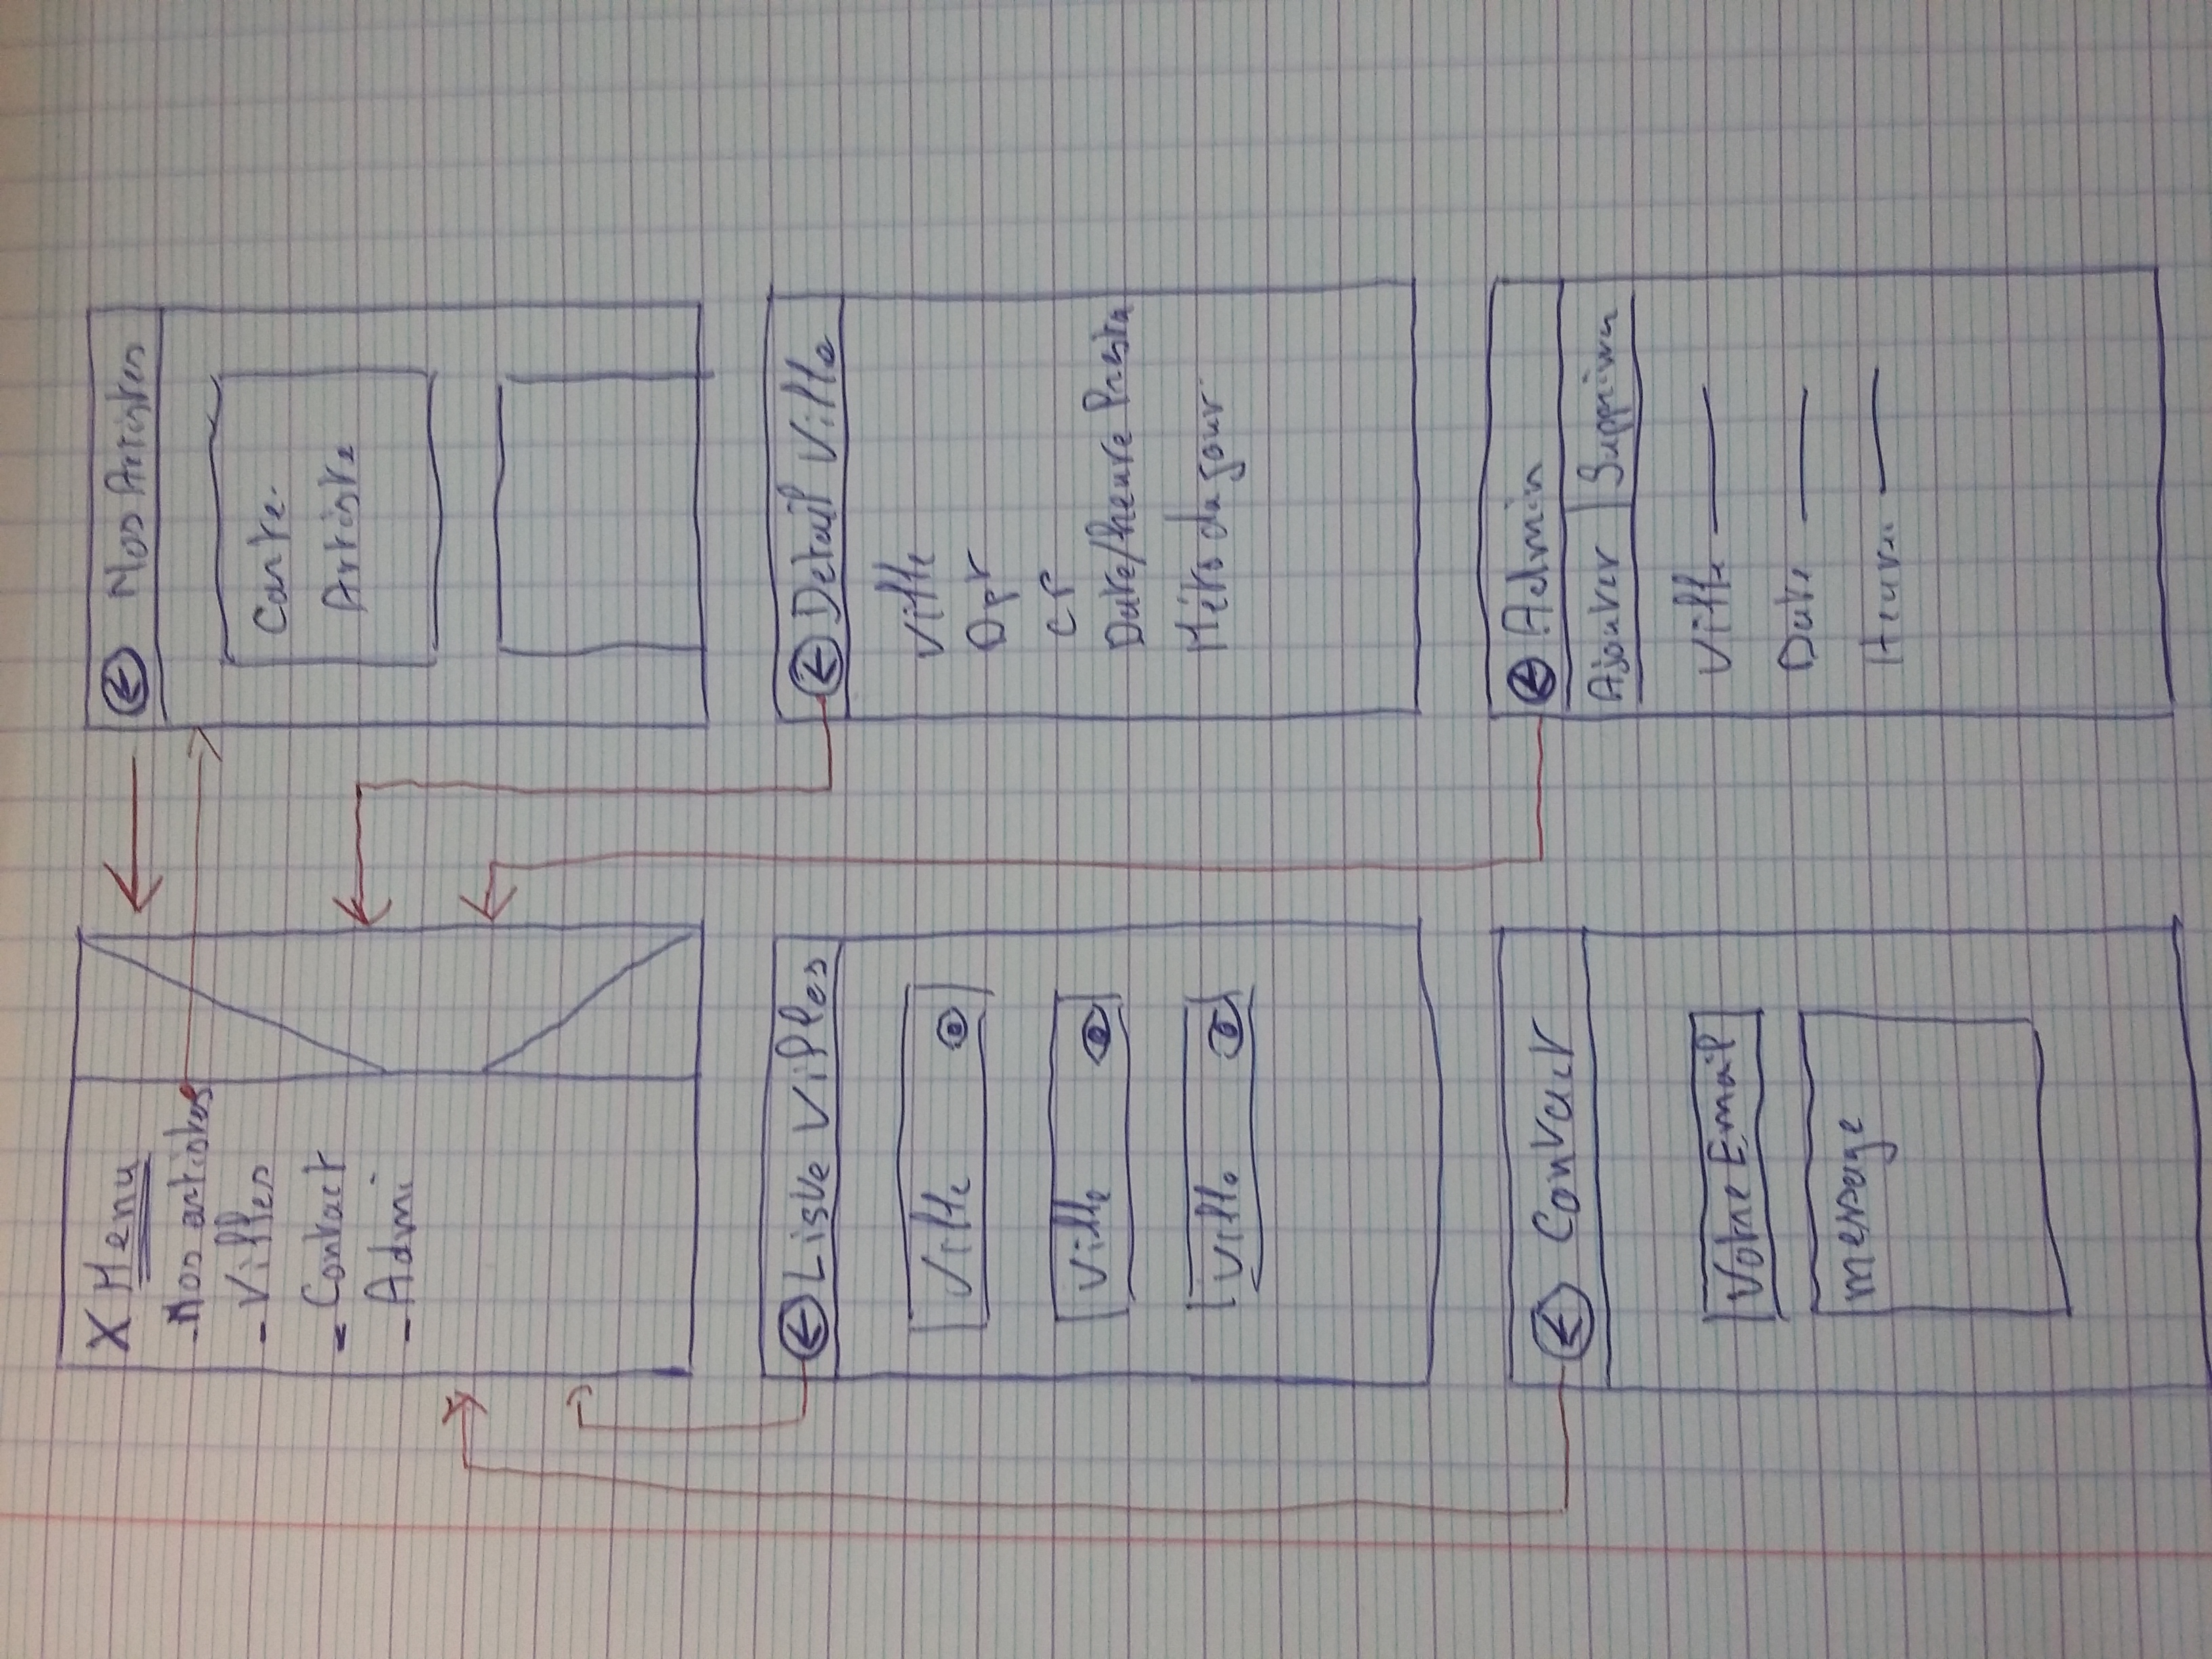 X Menu
- Nos artistes
- Villes
- Contact
- Admi
Nos Artistes
Carte
Artiste
Liste Villes
Ville
Ville
Ville
Detail Ville
Ville
Dpt
CP
Date/heure Presta
Météo du jour
Contact
Votre Email
message
Admin
Ajouter Supprimer
Ville
Date
Heure